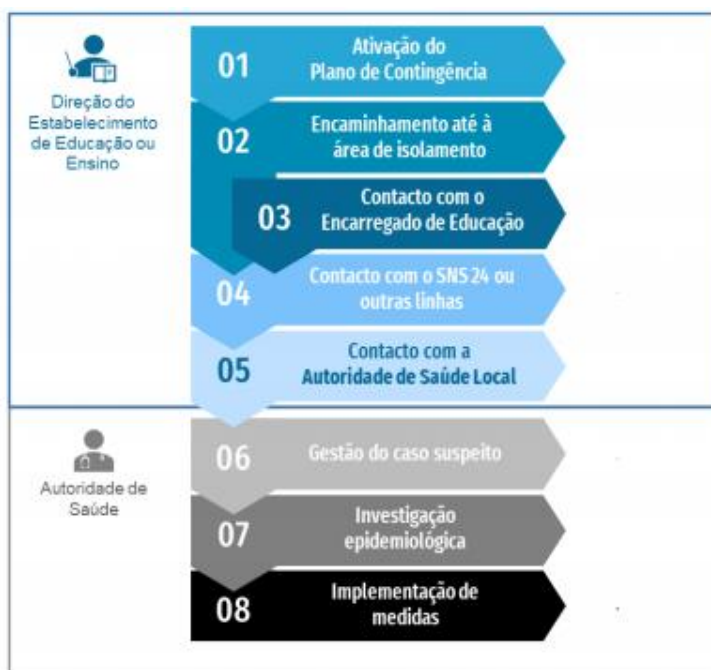 Direção do
Estabelecimento
de Educação ou
Ensino
01
Ativação do
Plano de Contingência
02
Encaminhamento até à
área de isolamento
03
Contacto com o
Encarregado de Educação
04
Contacto com o SNS 24 ou
outras linhas
05
Contacto com a
Autoridade de Saúde Local
Autoridade de
Saúde
06
Gestão do caso suspeito
07
Investigação
epidemiológica
08
Implementação de
medidas